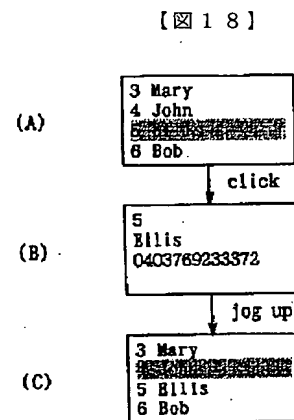 【図18】
(A)
3 Mary
4 John
6 Bob
click
(B)
5
Ellis
0403769233372
jog up
(C)
3 Mary
5 Ellis
6 Bob